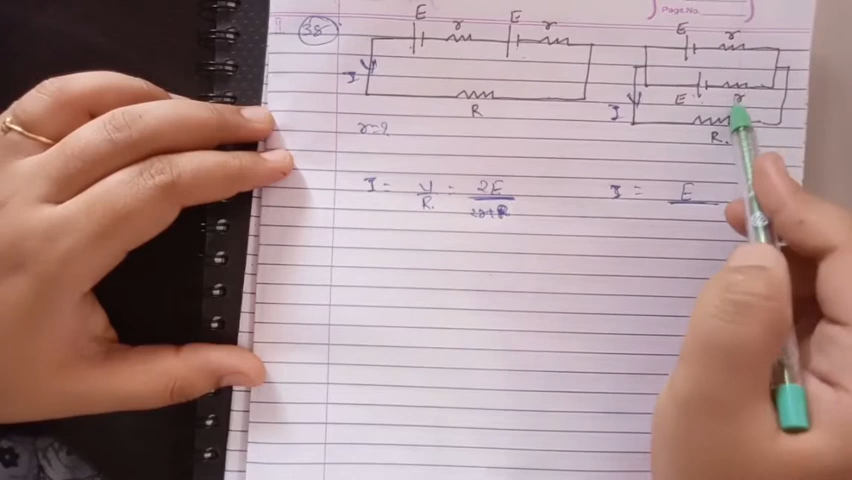 Page No.
38
E r E r
I
R
E r
E r
I
R.
r=?
I = V/R. = 2E/2r+R
I = E